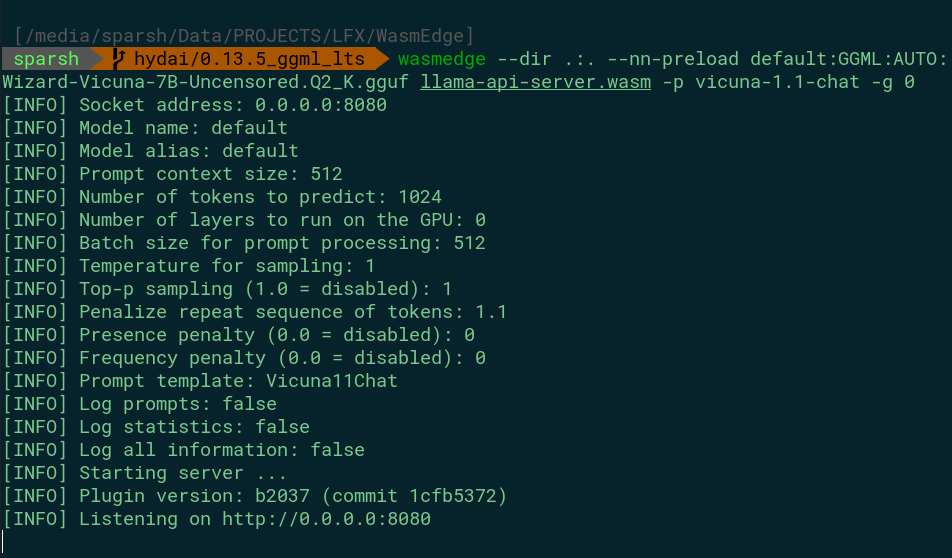 [/media/sparsh/Data/PROJECTS/LFX/WasmEdge]
sparsh hydai/0.13.5_ggml_lts wasmedge --dir .:. --nn-preload default:GGML:AUTO:
Wizard-Vicuna-7B-Uncensored.Q2_K.gguf llama-api-server.wasm -p vicuna-1.1-chat -g 0
[INFO] Socket address: 0.0.0.0:8080
[INFO] Model name: default
[INFO] Model alias: default
[INFO] Prompt context size: 512
[INFO] Number of tokens to predict: 1024
[INFO] Number of layers to run on the GPU: 0
[INFO] Batch size for prompt processing: 512
[INFO] Temperature for sampling: 1
[INFO] Top-p sampling (1.0 = disabled): 1
[INFO] Penalize repeat sequence of tokens: 1.1
[INFO] Presence penalty (0.0 = disabled): 0
[INFO] Frequency penalty (0.0 = disabled): 0
[INFO] Prompt template: Vicuna11Chat
[INFO] Log prompts: false
[INFO] Log statistics: false
[INFO] Log all information: false
[INFO] Starting server ...
[INFO] Plugin version: b2037 (commit 1cfb5372)
[INFO] Listening on http://0.0.0.0:8080